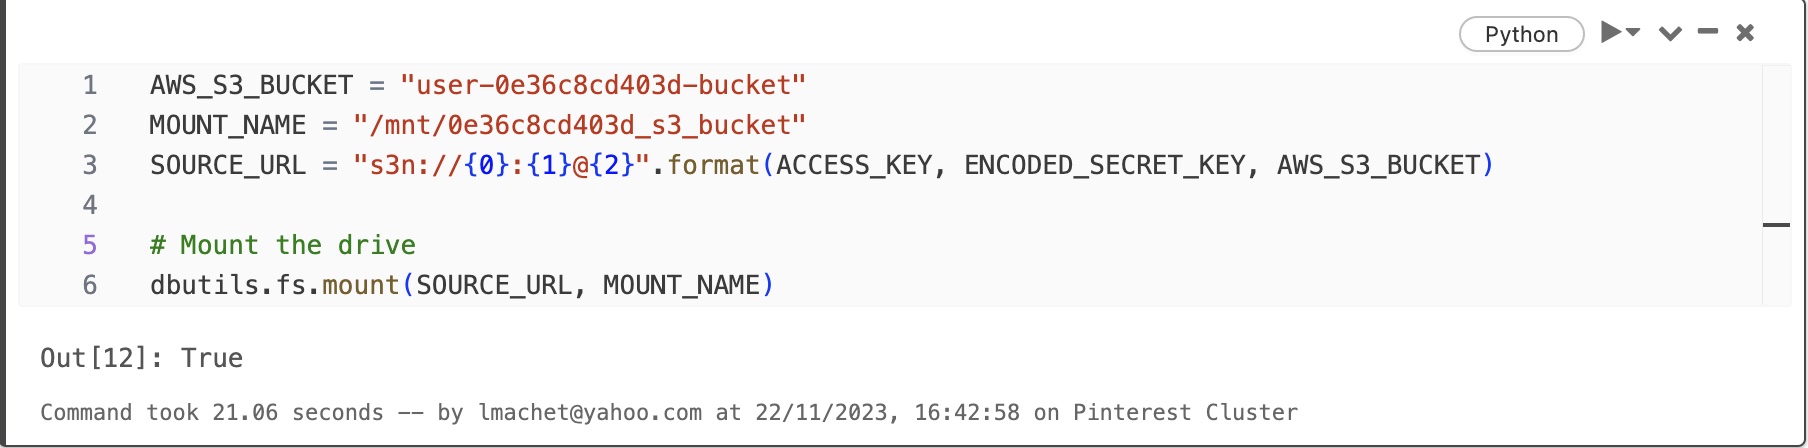 Python
1 AWS_S3_BUCKET = "user-0e36c8cd403d-bucket"
2 MOUNT_NAME = "/mnt/0e36c8cd403d_s3_bucket"
3 SOURCE_URL = "s3n://{0}:{1}@{2}".format(ACCESS_KEY, ENCODED_SECRET_KEY, AWS_S3_BUCKET)
4
5 # Mount the drive
6 dbutils.fs.mount(SOURCE_URL, MOUNT_NAME)
Out[12]: True
Command took 21.06 seconds -- by lmachet@yahoo.com at 22/11/2023, 16:42:58 on Pinterest Cluster